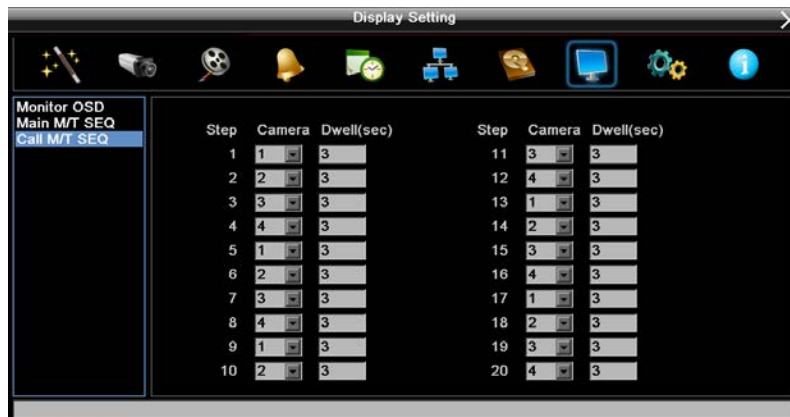 Display Setting X
Monitor OSD
Main M/T SEQ
Call M/T SEQ
Step Camera Dwell(sec) Step Camera Dwell(sec)
1 1 3 11 3 3
2 2 3 12 4 3
3 3 3 13 1 3
4 4 3 14 2 3
5 1 3 15 3 3
6 2 3 16 4 3
7 3 3 17 1 3
8 4 3 18 2 3
9 1 3 19 3 3
10 2 3 20 4 3